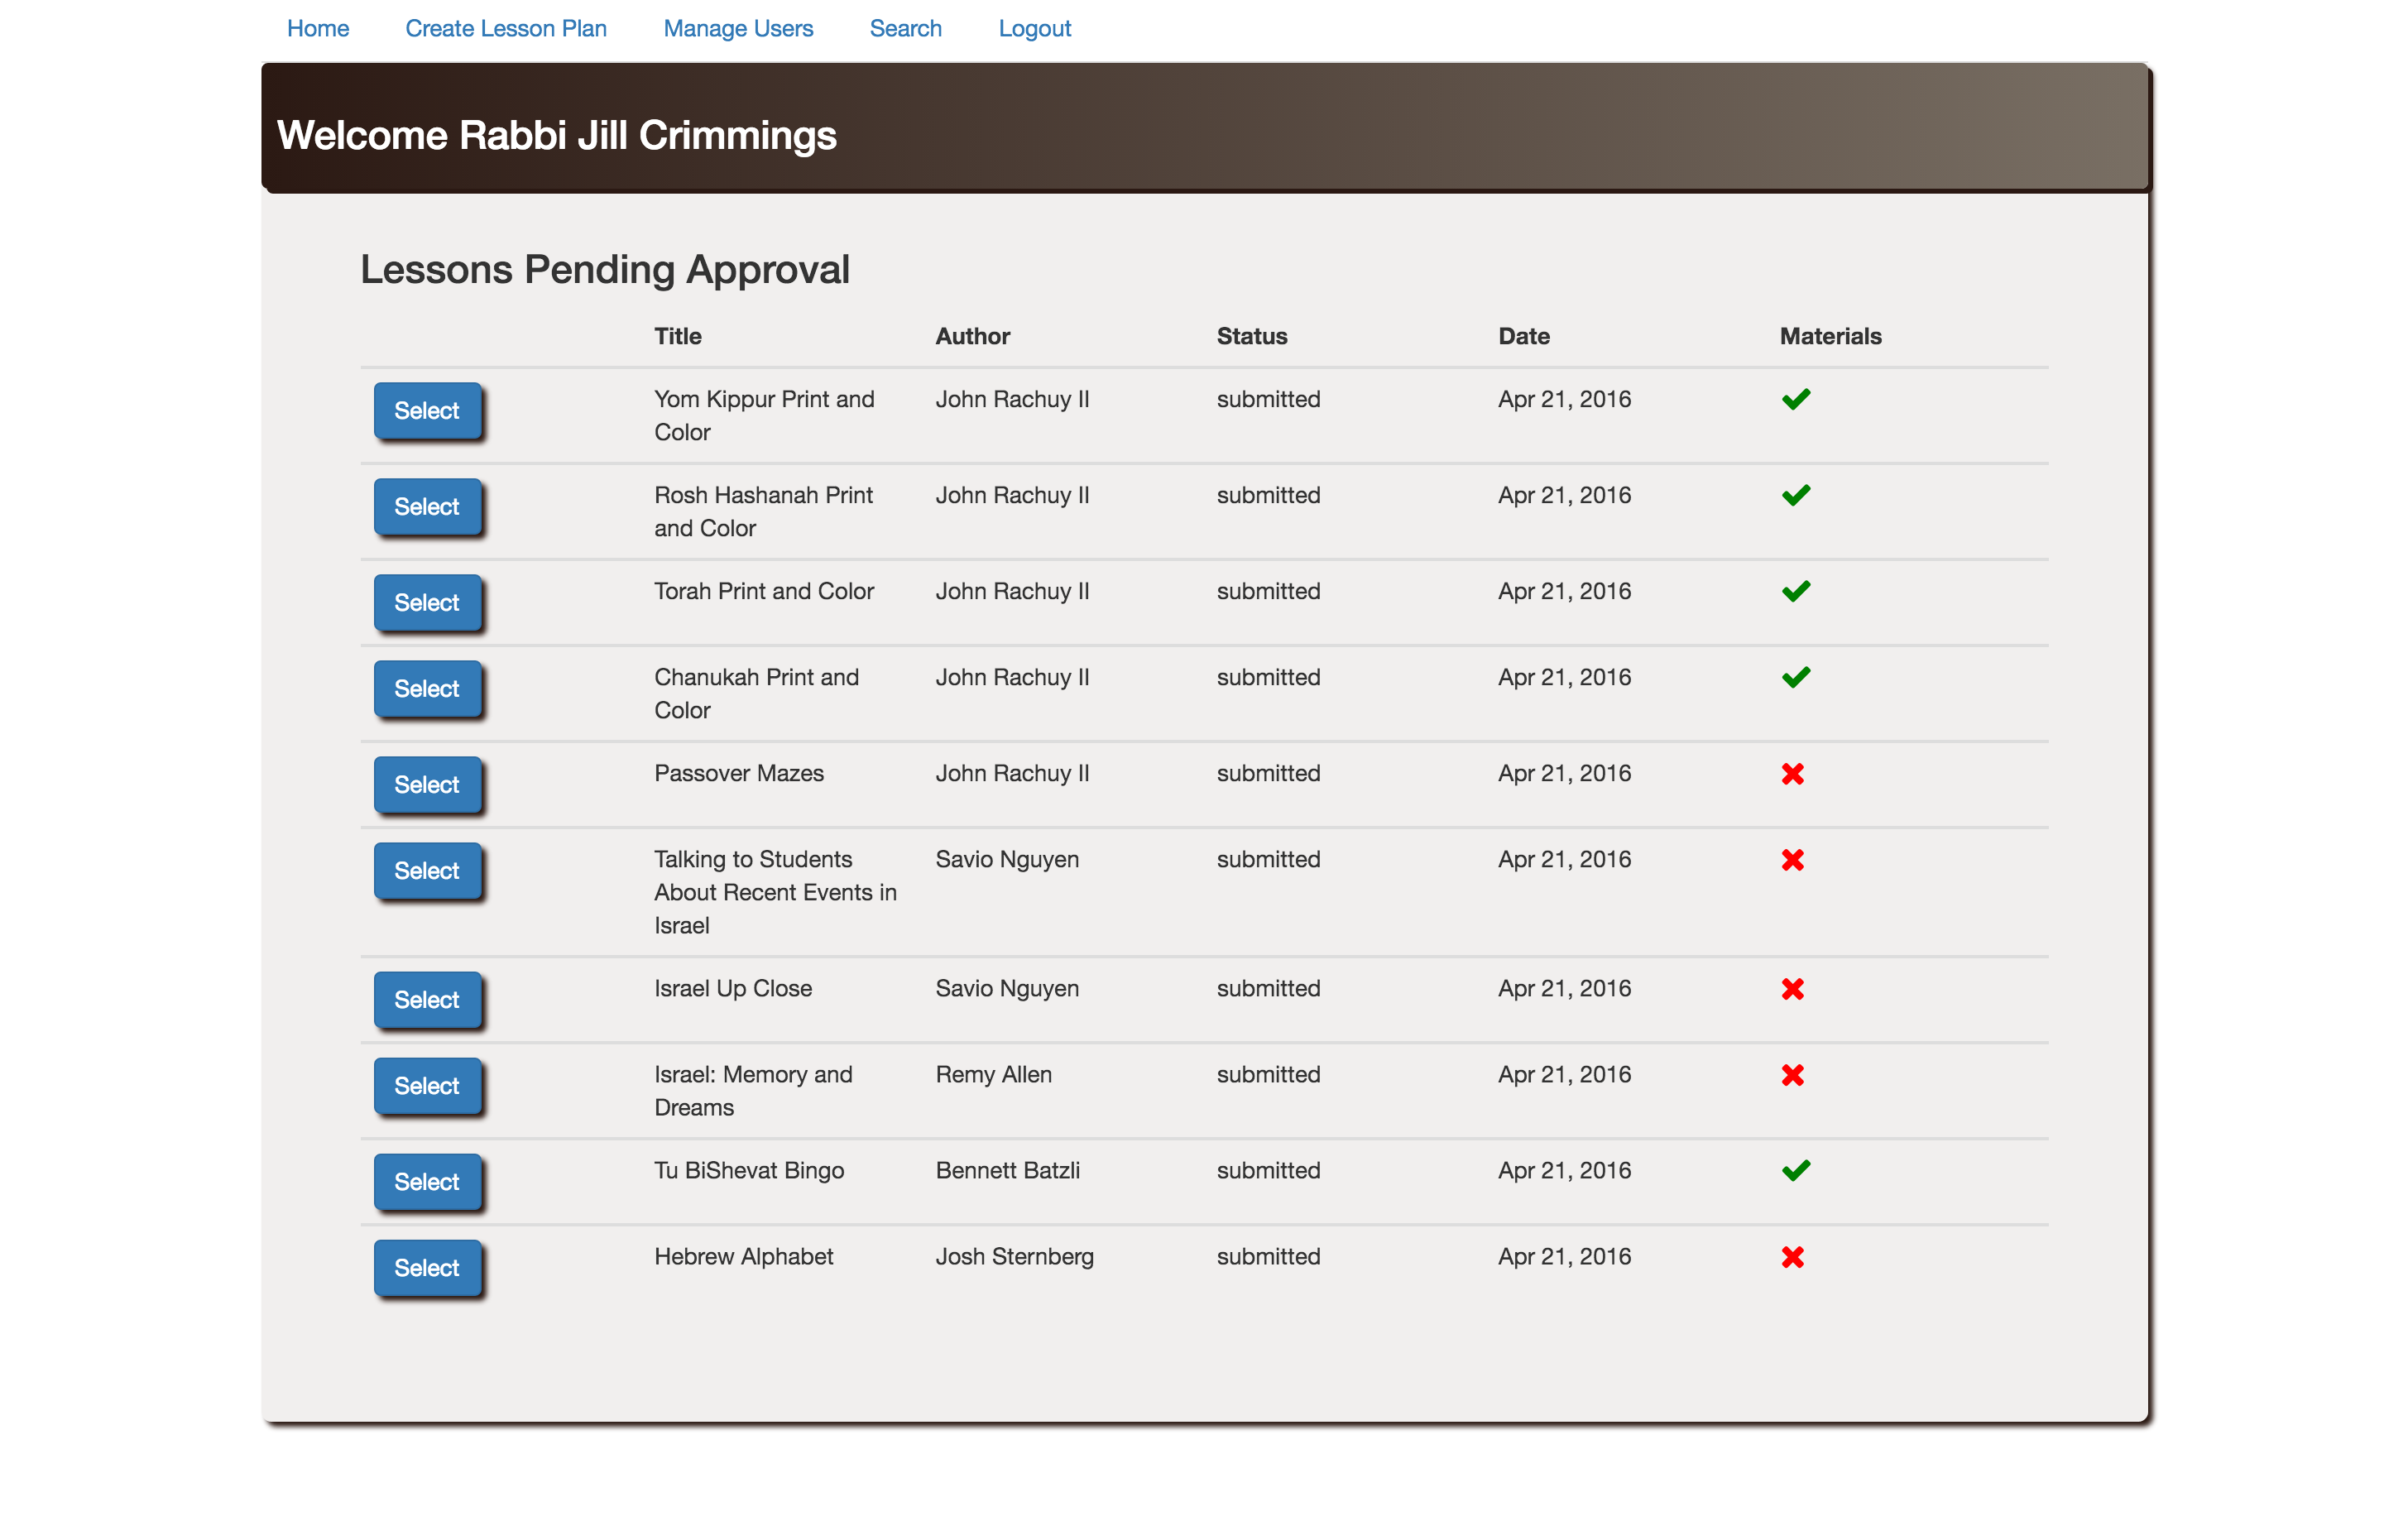 Home Create Lesson Plan Manage Users Search Logout
Welcome Rabbi Jill Crimmings
Lessons Pending Approval
Title Author Status Date Materials
Select Yom Kippur Print and John Rachuy II submitted Apr 21, 2016
Color
Select Rosh Hashanah Print John Rachuy II submitted Apr 21, 2016
and Color
Select Torah Print and Color John Rachuy II submitted Apr 21, 2016
Select Chanukah Print and John Rachuy II submitted Apr 21, 2016
Color
Select Passover Mazes John Rachuy II submitted Apr 21, 2016
Select Talking to Students Savio Nguyen submitted Apr 21, 2016
About Recent Events in
Israel
Select Israel Up Close Savio Nguyen submitted Apr 21, 2016
Select Israel: Memory and Remy Allen submitted Apr 21, 2016
Dreams
Select Tu BiShevat Bingo Bennett Batzli submitted Apr 21, 2016
Select Hebrew Alphabet Josh Sternberg submitted Apr 21, 2016